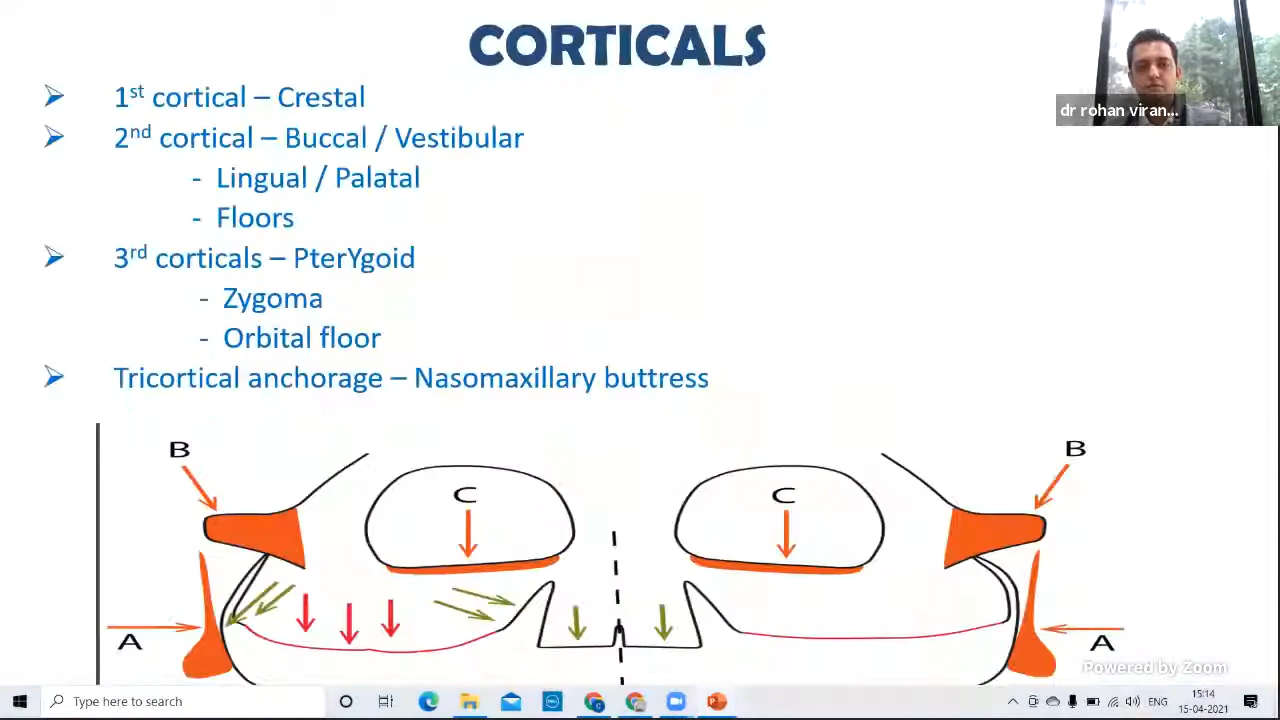 CORTICALS
dr rohan viran...
➢ 1st cortical – Crestal
➢ 2nd cortical – Buccal / Vestibular
- Lingual / Palatal
- Floors
➢ 3rd corticals – PterYgoid
- Zygoma
- Orbital floor
➢ Tricortical anchorage – Nasomaxillary buttress
B
B
C
C
A
A
Powered by Zoom
Type here to search
ENG
15:14
15-04-2021